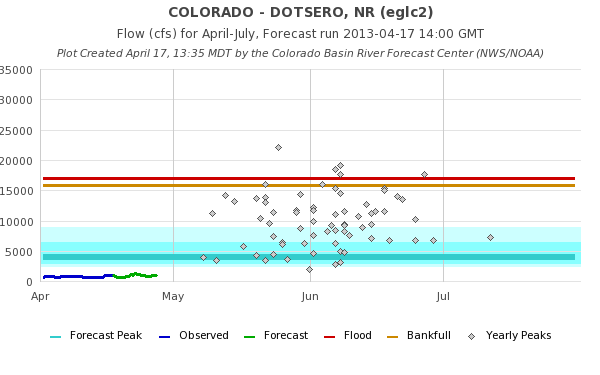 COLORADO - DOTSERO, NR (eglc2)
Flow (cfs) for April-July, Forecast run 2013-04-17 14:00 GMT
Plot Created April 17, 13:35 MDT by the Colorado Basin River Forecast Center (NWS/NOAA)
35000
30000
25000
20000
15000
10000
5000
0
Apr May Jun Jul
Forecast Peak Observed Forecast Flood Bankfull Yearly Peaks